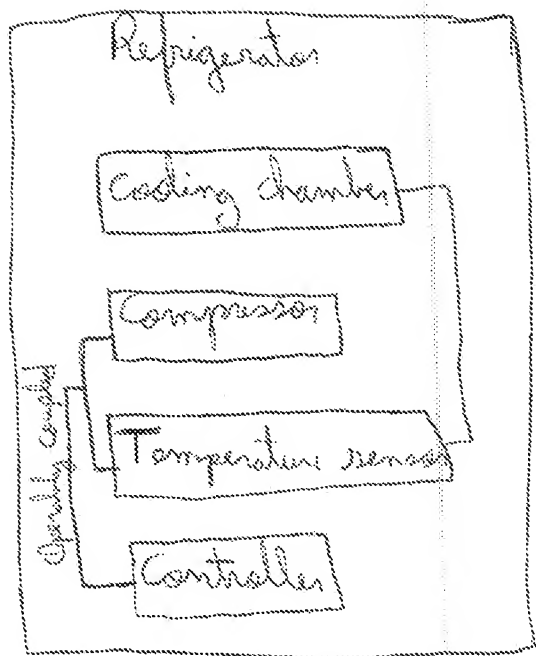 Refrigerator
Cooling chamber
Compressor
Temperature sensor
Controller
Operably coupled